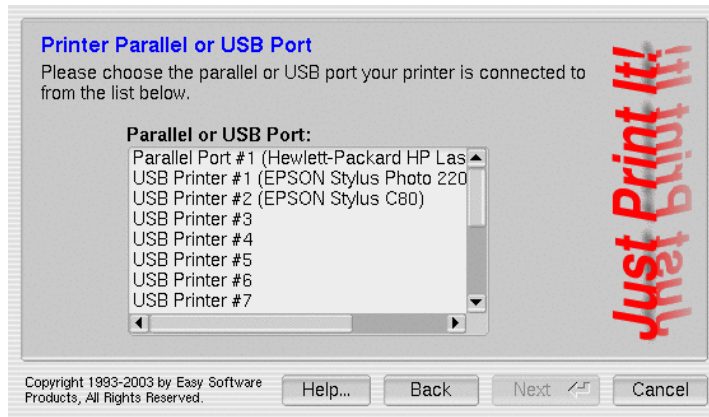 Printer Parallel or USB Port
Please choose the parallel or USB port your printer is connected to
from the list below.
Parallel or USB Port:
Parallel Port #1 (Hewlett-Packard HP Las
USB Printer #1 (EPSON Stylus Photo 220
USB Printer #2 (EPSON Stylus C80)
USB Printer #3
USB Printer #4
USB Printer #5
USB Printer #6
USB Printer #7
Just Print It!
Copyright 1993-2003 by Easy Software
Products, All Rights Reserved.
Help...
Back
Next
Cancel